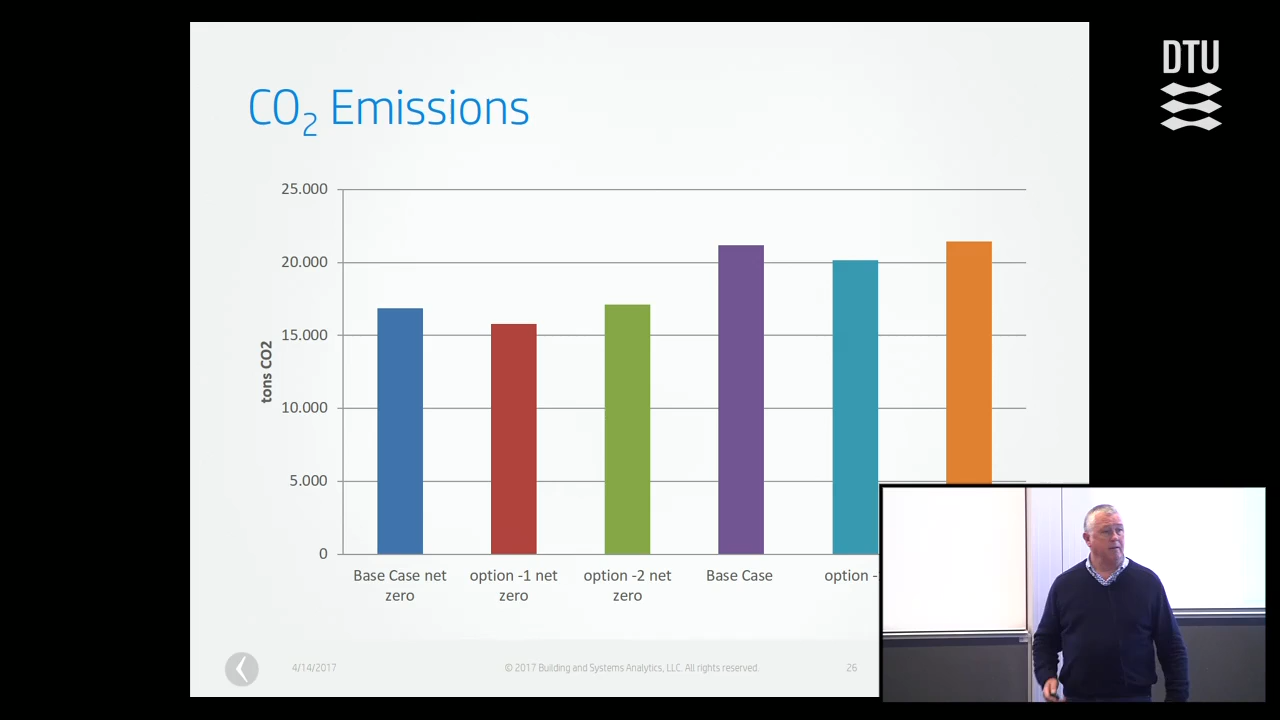 DTU
CO2 Emissions
25.000
20.000
15.000
10.000
5.000
0
tons CO2
Base Case net
zero
option -1 net
zero
option -2 net
zero
Base Case
option -
4/14/2017
© 2017 Building and Systems Analytics, LLC. All rights reserved.
26